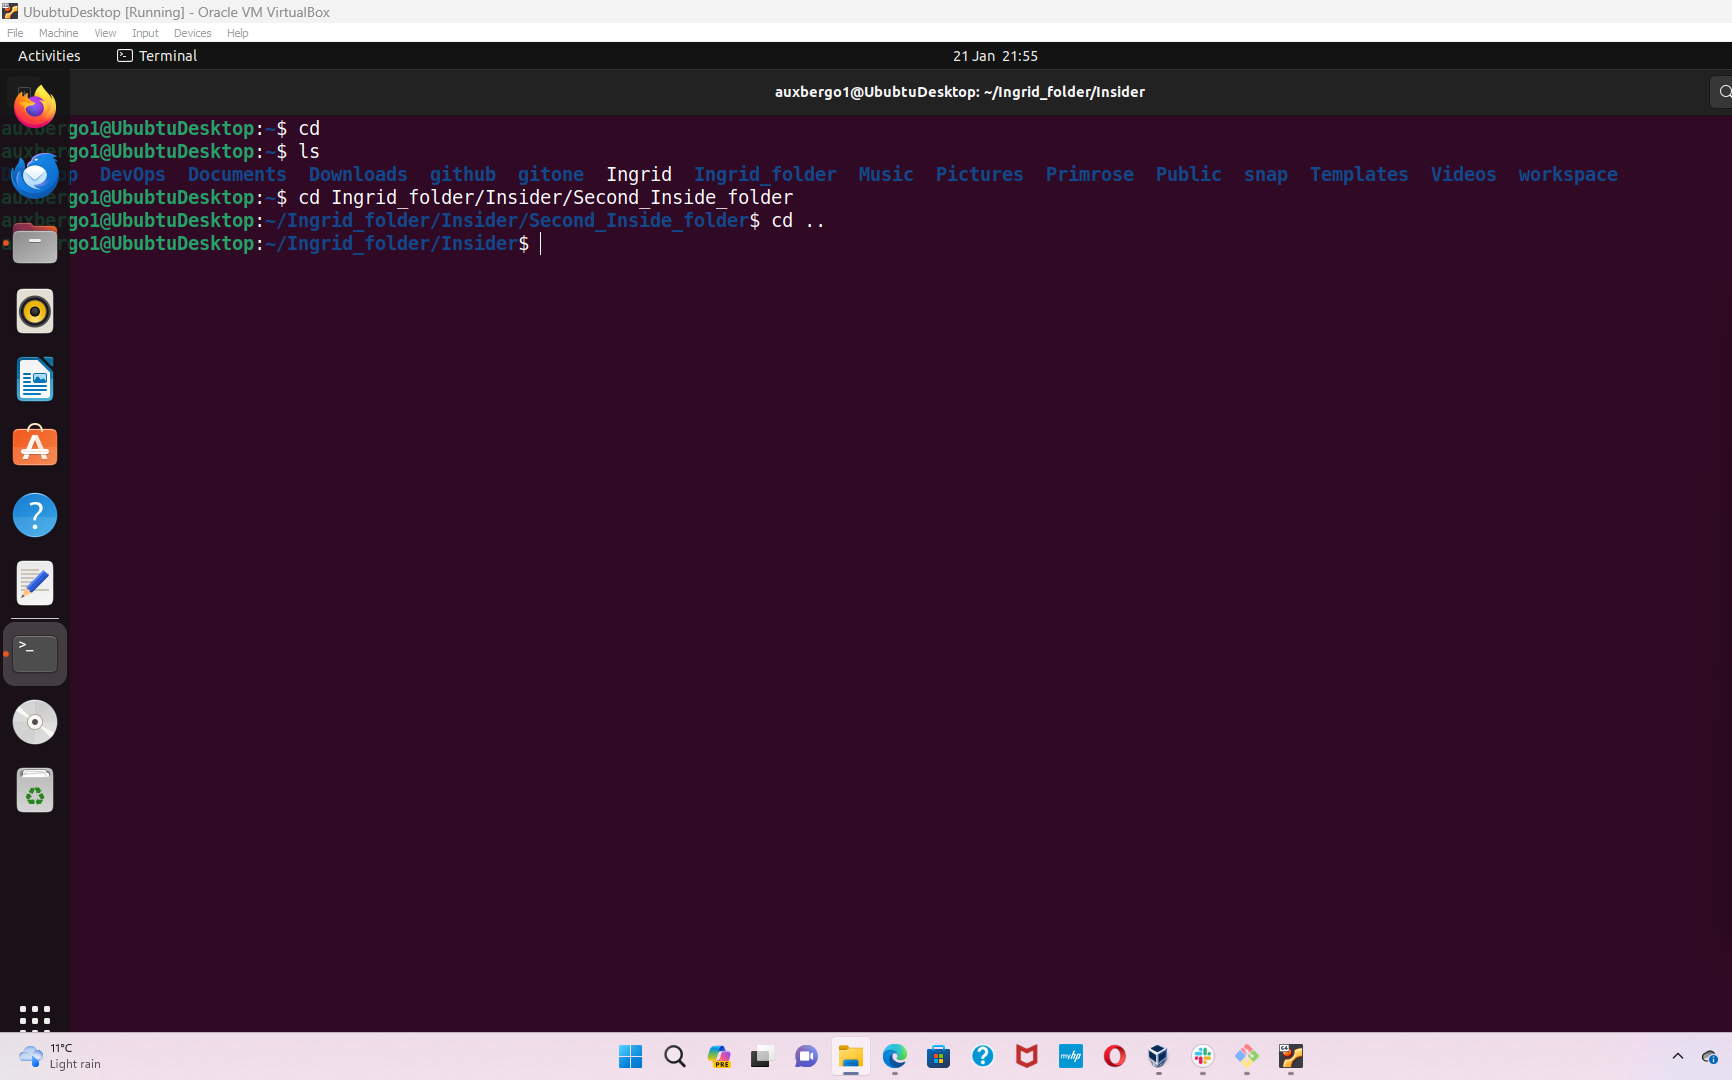 UbubtuDesktop [Running] - Oracle VM VirtualBox
File Machine View Input Devices Help
Activities Terminal 21 Jan 21:55
auxbergo1@UbubtuDesktop: ~/Ingrid_folder/Insider
auxbergo1@UbubtuDesktop:~$ cd
auxbergo1@UbubtuDesktop:~$ ls
DevOps Documents Downloads github gitone Ingrid Ingrid_folder Music Pictures Primrose Public snap Templates Videos workspace
auxbergo1@UbubtuDesktop:~$ cd Ingrid_folder/Insider/Second_Inside_folder
auxbergo1@UbubtuDesktop:~/Ingrid_folder/Insider/Second_Inside_folder$ cd ..
auxbergo1@UbubtuDesktop:~/Ingrid_folder/Insider$
11°C
Light rain